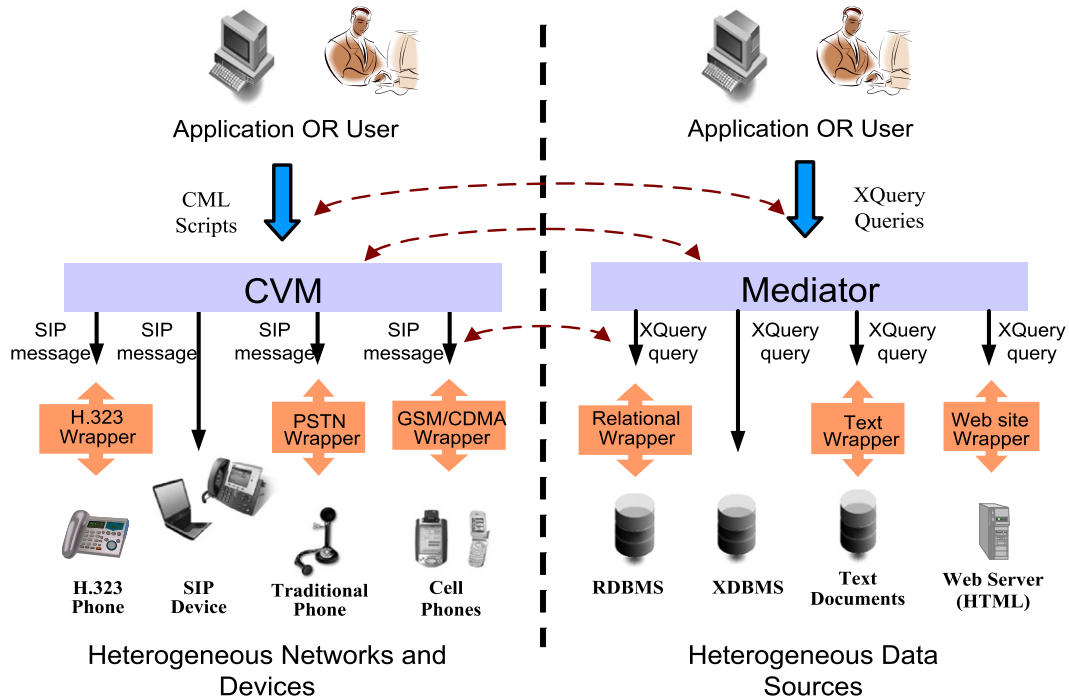 Application OR User
Application OR User
CML
Scripts
XQuery
Queries
CVM
Mediator
SIP
message
SIP
message
SIP
message
SIP
message
XQuery
query
XQuery
query
XQuery
query
XQuery
query
H.323
Wrapper
PSTN
Wrapper
GSM/CDMA
Wrapper
Relational
Wrapper
Text
Wrapper
Web site
Wrapper
H.323
Phone
SIP
Device
Traditional
Phone
Cell
Phones
RDBMS
XDBMS
Text
Documents
Web Server
(HTML)
Heterogeneous Networks and
Devices
Heterogeneous Data
Sources